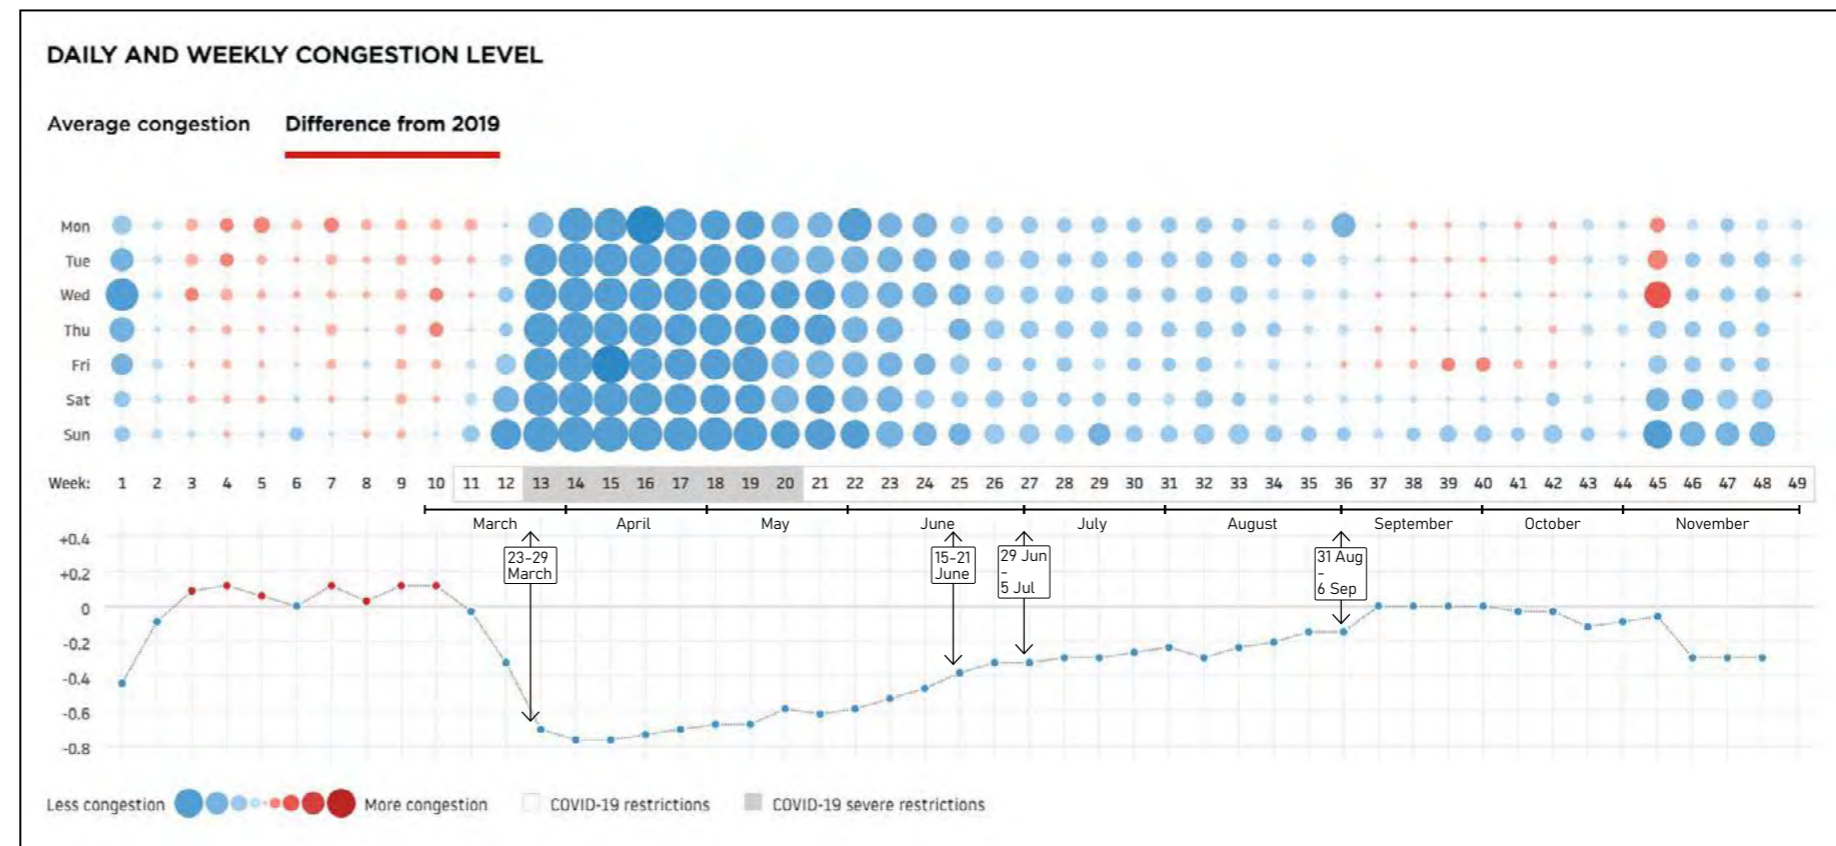 DAILY AND WEEKLY CONGESTION LEVEL
Average congestion Difference from 2019
Mon
Tue
Wed
Thu
Fri
Sat
Sun
Week: 1 2 3 4 5 6 7 8 9 10 11 12 13 14 15 16 17 18 19 20 21 22 23 24 25 26 27 28 29 30 31 32 33 34 35 36 37 38 39 40 41 42 43 44 45 46 47 48 49
March April May June July August September October November
+0.4
+0.2
0
-0.2
-0.4
-0.6
-0.8
23-29
March
15-21
June
29 Jun
-
5 Jul
31 Aug
-
6 Sep
Less congestion More congestion COVID-19 restrictions COVID-19 severe restrictions